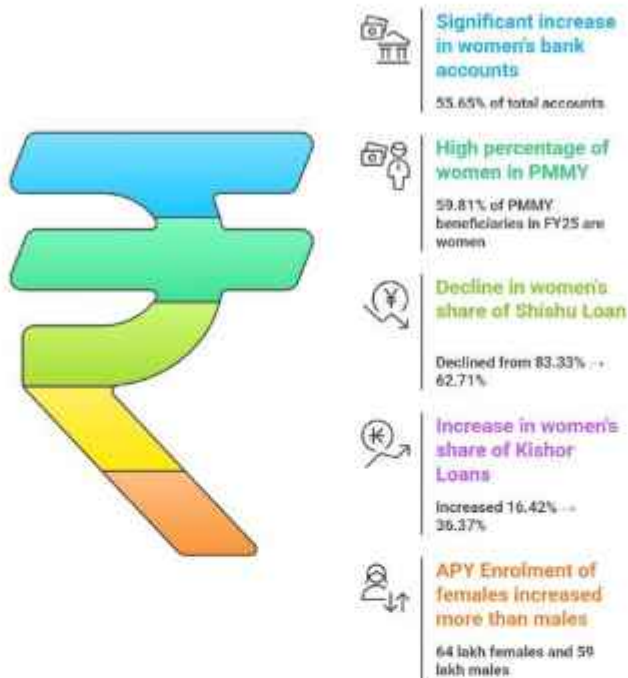 Significant increase
in women's bank
accounts
55.65% of total accounts
High percentage of
women in PMMY
59.81% of PMMY
beneficiaries in FY25 are
women
Decline in women's
share of Shishu Loan
Declined from 83.33% →
62.71%
Increase in women's
share of Kishor
Loans
Increased 16.42% →
36.37%
APY Enrolment of
females increased
more than males
64 lakh females and 59
lakh males